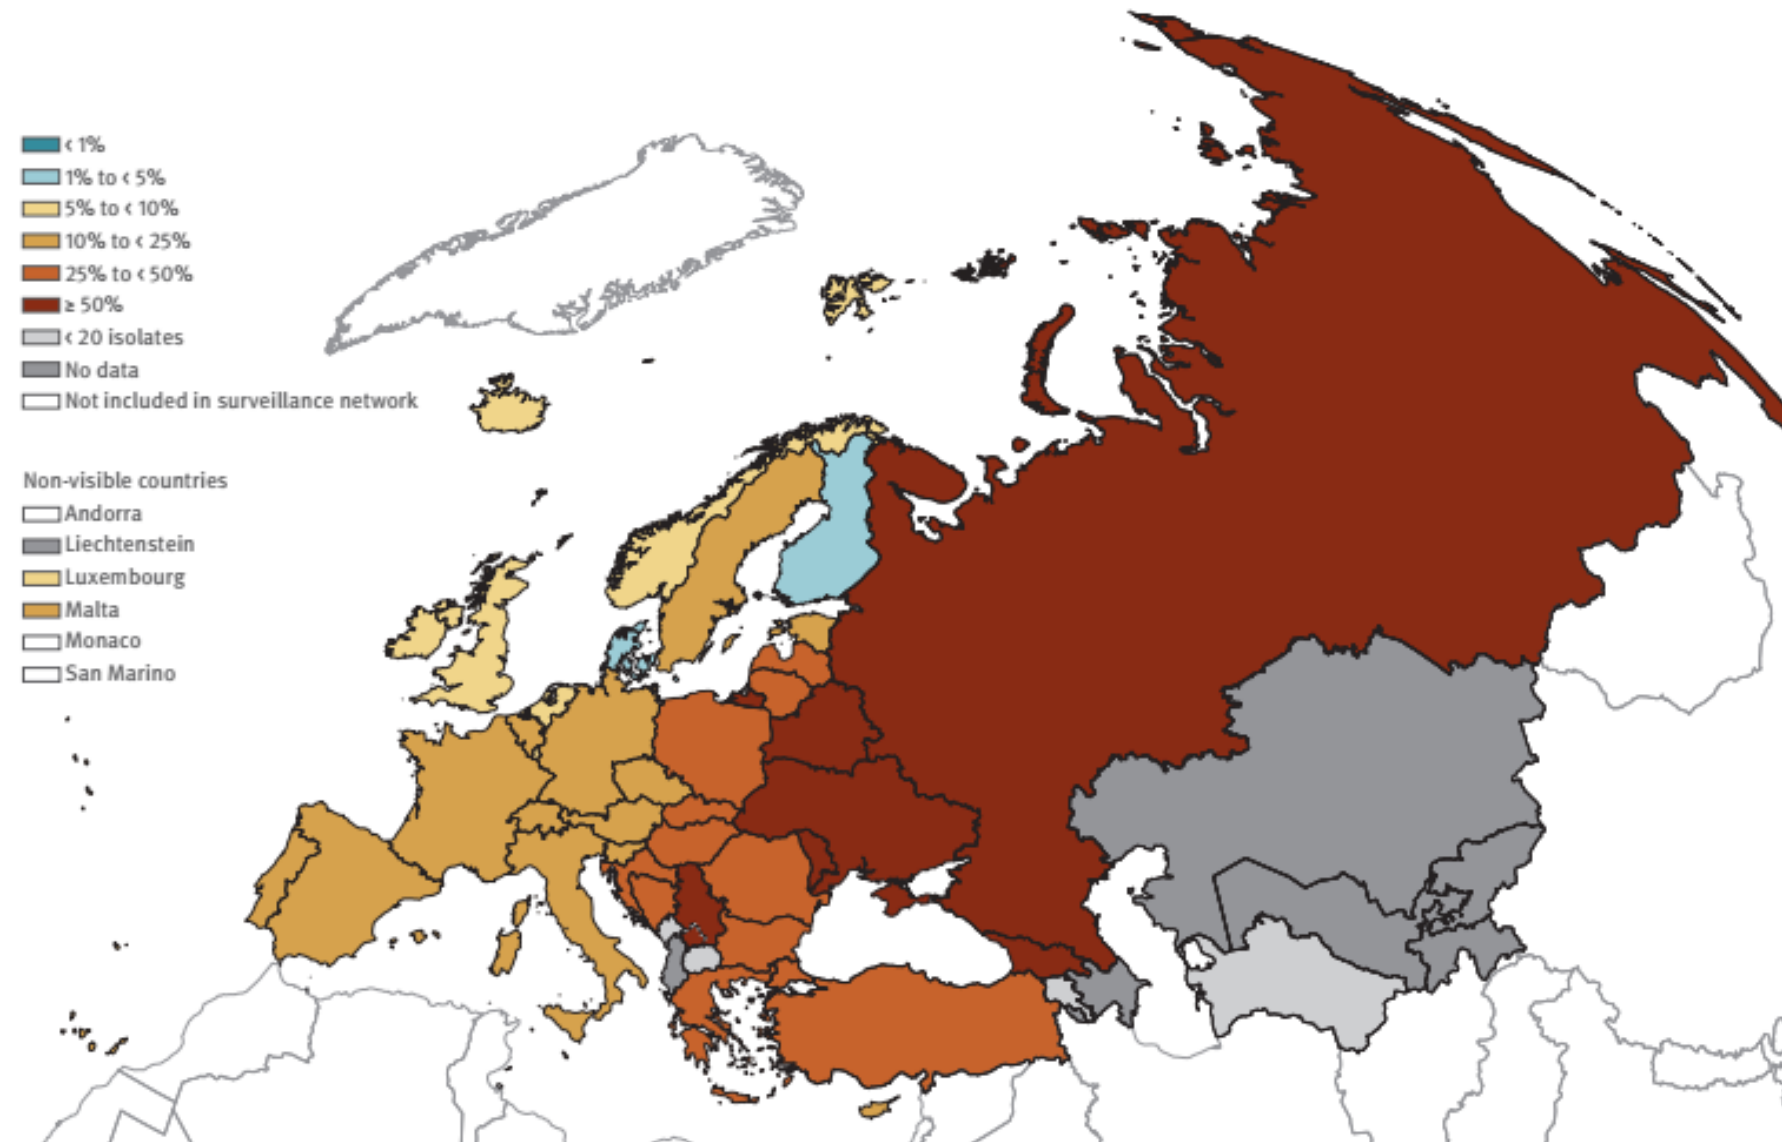 < 1%
1% to < 5%
5% to < 10%
10% to < 25%
25% to < 50%
≥ 50%
< 20 isolates
No data
Not included in surveillance network
Non-visible countries
Andorra
Liechtenstein
Luxembourg
Malta
Monaco
San Marino